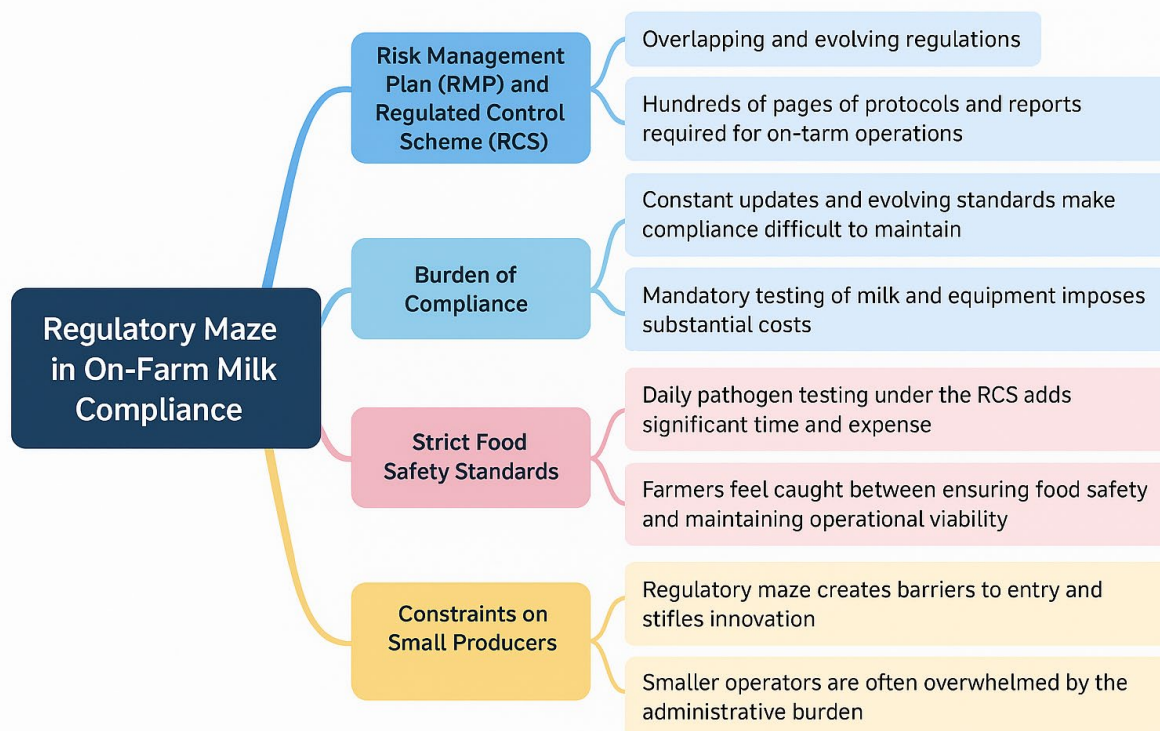 Regulatory Maze
in On-Farm Milk
Compliance
Risk Management
Plan (RMP) and
Regulated Control
Scheme (RCS)
Overlapping and evolving regulations
Hundreds of pages of protocols and reports
required for on-tarm operations
Burden of
Compliance
Constant updates and evolving standards make
compliance difficult to maintain
Mandatory testing of milk and equipment imposes
substantial costs
Strict Food
Safety Standards
Daily pathogen testing under the RCS adds
significant time and expense
Farmers feel caught between ensuring food safety
and maintaining operational viability
Constraints on
Small Producers
Regulatory maze creates barriers to entry and
stifles innovation
Smaller operators are often overwhelmed by the
administrative burden